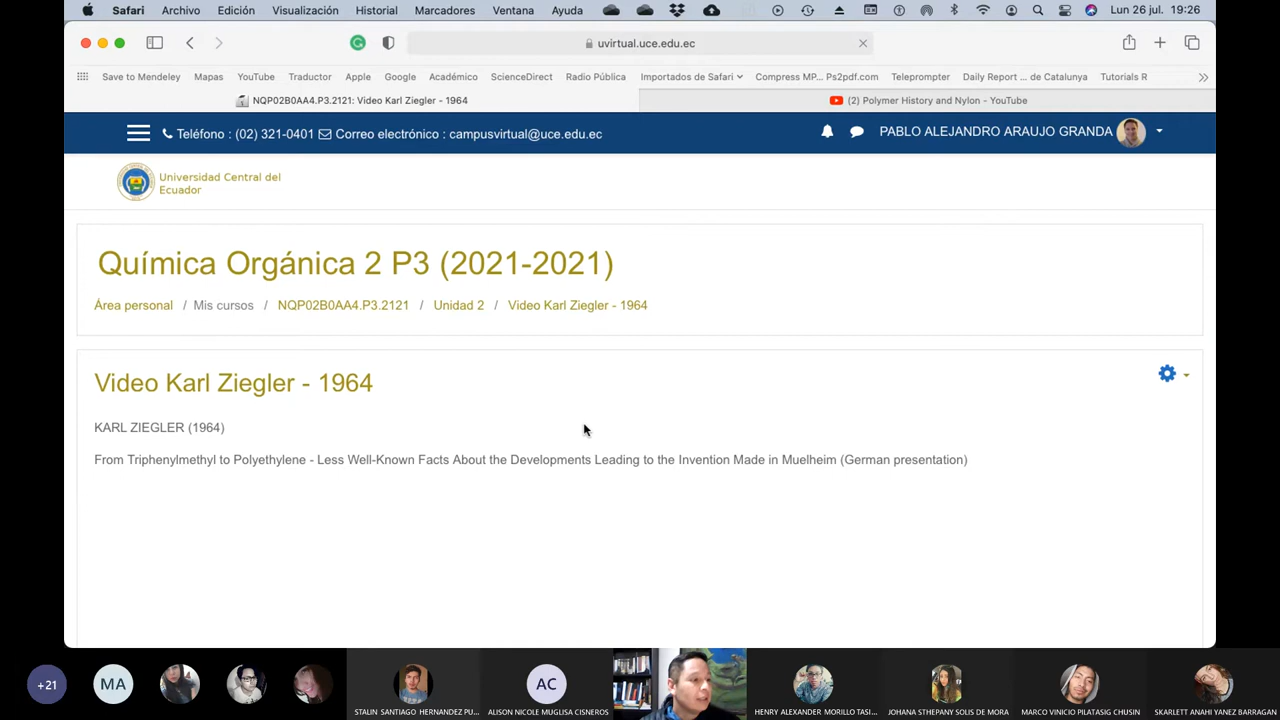 Safari Archivo Edición Visualización Historial Marcadores Ventana Ayuda Lun 26 jul. 19:26
uvirtual.uce.edu.ec
Save to Mendeley Mapas YouTube Traductor Apple Google Académico ScienceDirect Radio Pública Importados de Safari Compress MP... Ps2pdf.com Teleprompter Daily Report ... de Catalunya Tutorials R
NQP02B0AA4.P3.2121: Video Karl Ziegler - 1964 (2) Polymer History and Nylon - YouTube
Teléfono : (02) 321-0401 Correo electrónico : campusvirtual@uce.edu.ec PABLO ALEJANDRO ARAUJO GRANDA
Universidad Central del
Ecuador
Química Orgánica 2 P3 (2021-2021)
Área personal / Mis cursos / NQP02B0AA4.P3.2121 / Unidad 2 / Video Karl Ziegler - 1964
Video Karl Ziegler - 1964
KARL ZIEGLER (1964)
From Triphenylmethyl to Polyethylene - Less Well-Known Facts About the Developments Leading to the Invention Made in Muelheim (German presentation)
+21 MA AC
STALIN SANTIAGO HERNANDEZ PU... ALISON NICOLE MUGLISA CISNEROS HENRY ALEXANDER MORILLO TASI... JOHANA STHEPANY SOLIS DE MORA MARCO VINICIO PILATASIG CHUSIN SKARLETT ANAHI YANEZ BARRAGAN